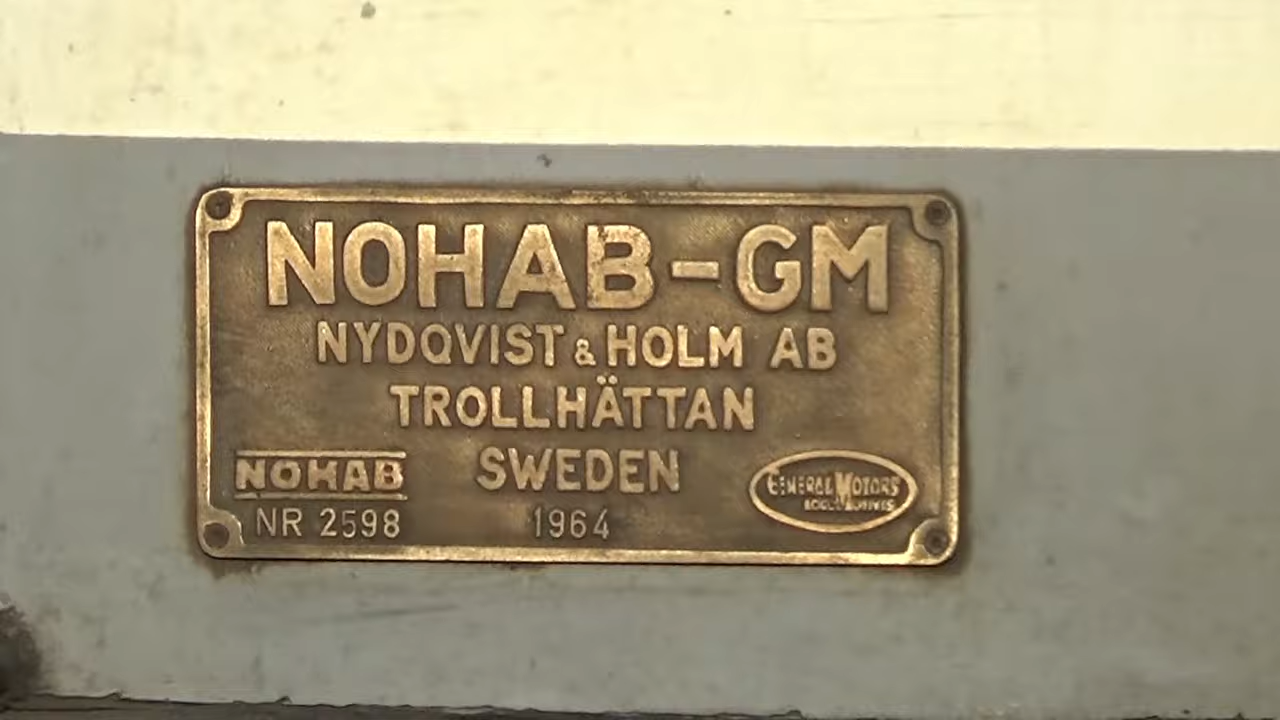 NOHAB-GM
NYDQVIST & HOLM AB
TROLLHÄTTAN
SWEDEN
NOHAB
NR 2598
1964
GENERAL MOTORS
LOCOMOTIVES